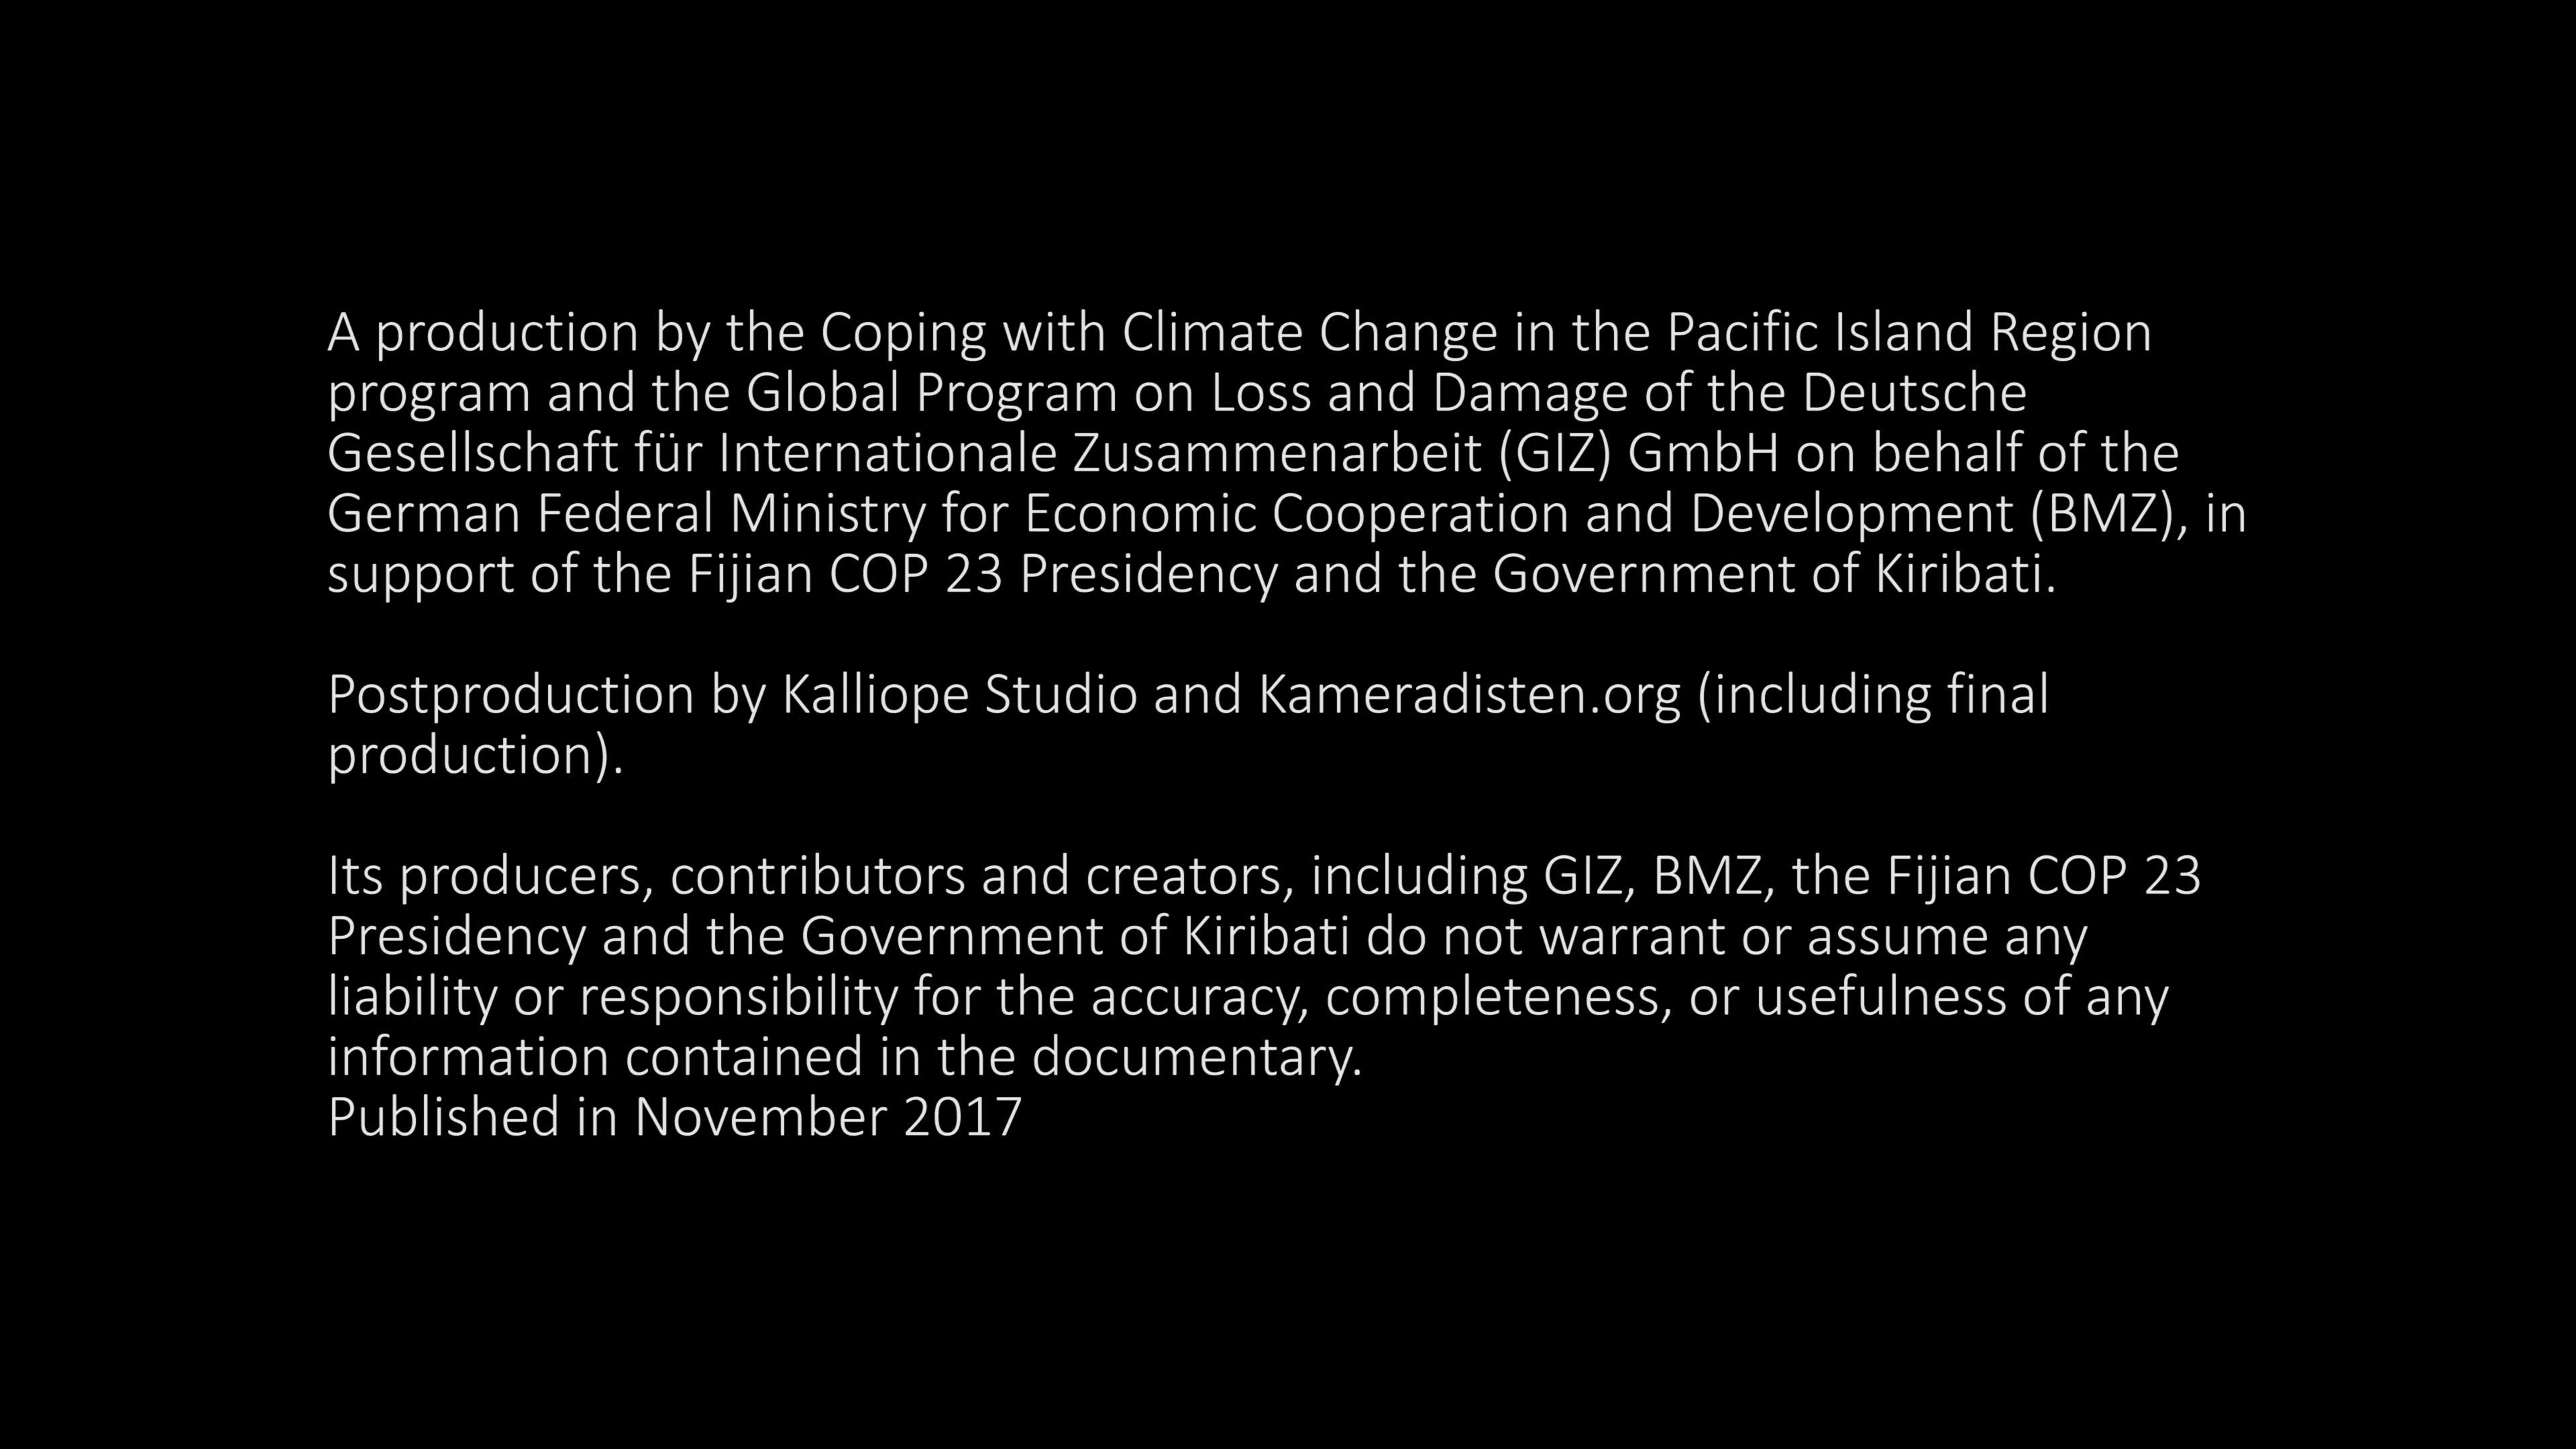 A production by the Coping with Climate Change in the Pacific Island Region
program and the Global Program on Loss and Damage of the Deutsche
Gesellschaft für Internationale Zusammenarbeit (GIZ) GmbH on behalf of the
German Federal Ministry for Economic Cooperation and Development (BMZ), in
support of the Fijian COP 23 Presidency and the Government of Kiribati.
Postproduction by Kalliope Studio and Kameradisten.org (including final
production).
Its producers, contributors and creators, including GIZ, BMZ, the Fijian COP 23
Presidency and the Government of Kiribati do not warrant or assume any
liability or responsibility for the accuracy, completeness, or usefulness of any
information contained in the documentary.
Published in November 2017